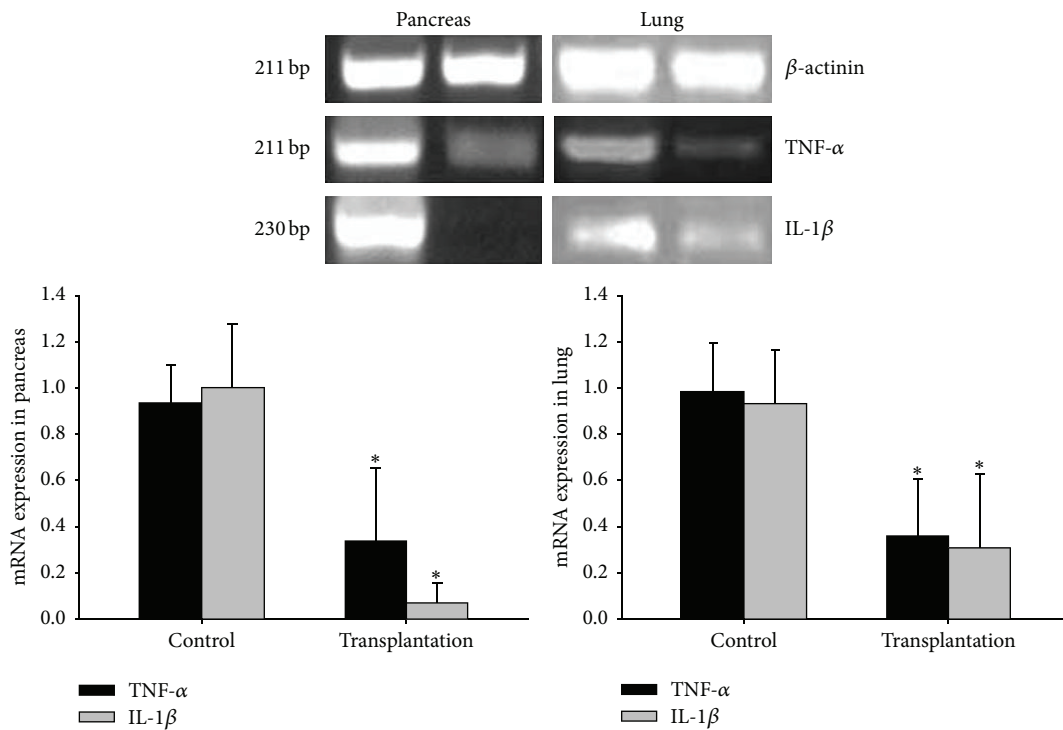 Pancreas Lung
211 bp β-actinin
211 bp TNF-α
230 bp IL-1β
mRNA expression in pancreas
1.4
1.2
1.0
0.8
0.6
0.4
0.2
0.0
*
*
Control Transplantation
TNF-α
IL-1β
mRNA expression in lung
1.4
1.2
1.0
0.8
0.6
0.4
0.2
0.0
* *
Control Transplantation
TNF-α
IL-1β